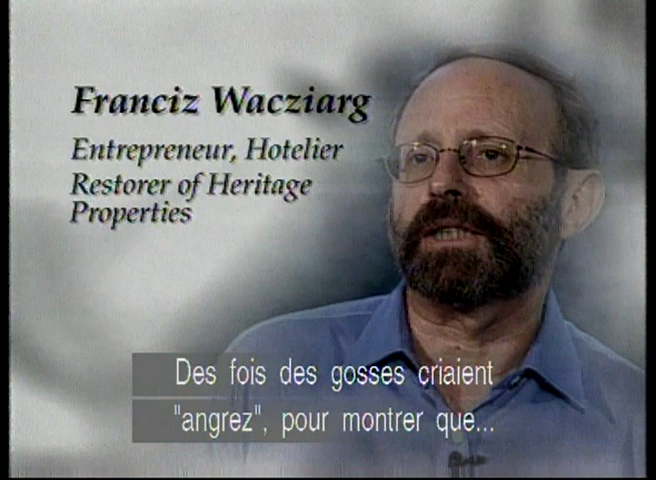 Franciz Wacziarg
Entrepreneur, Hotelier
Restorer of Heritage
Properties
Des fois des gosses criaient
"angrez", pour montrer que...